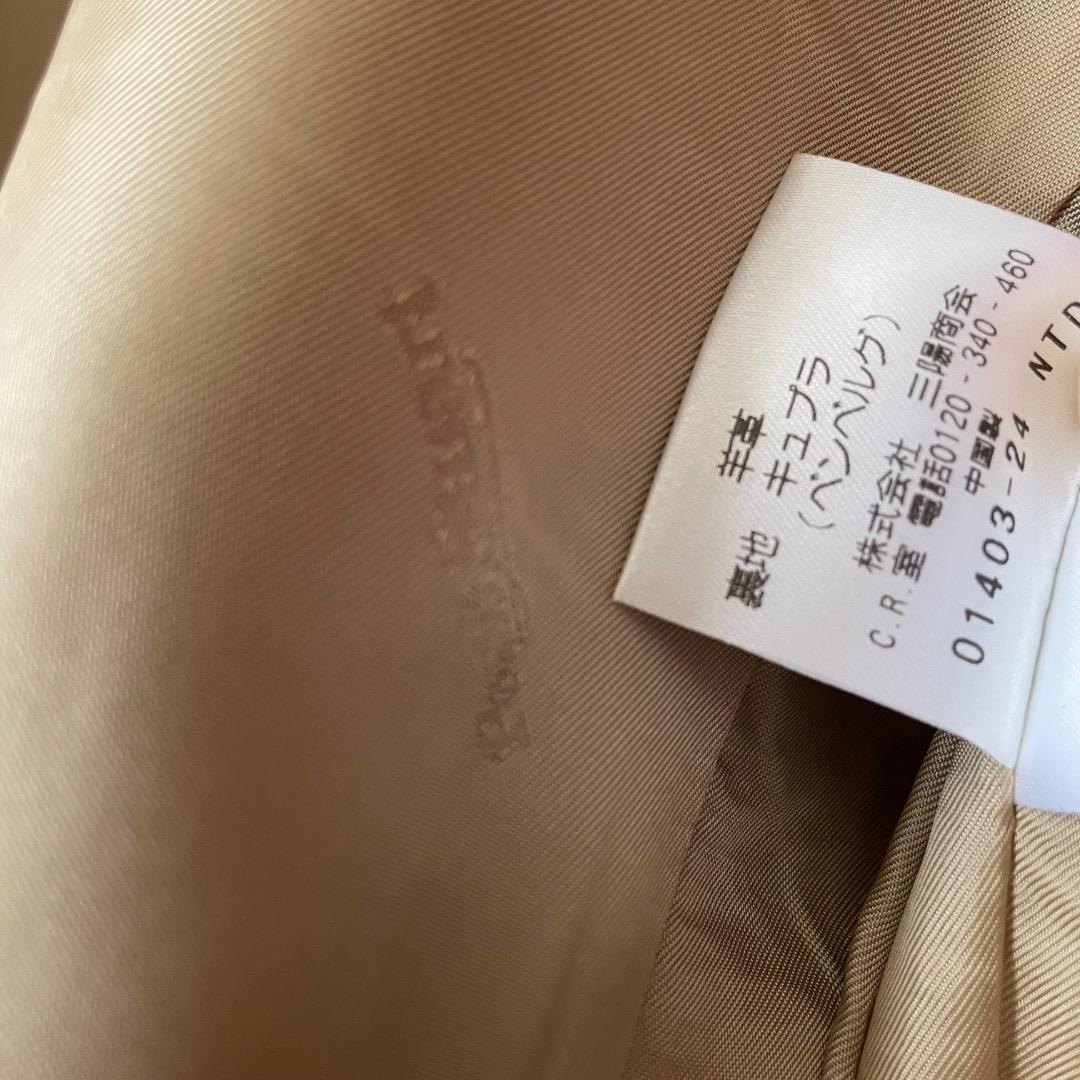 羊革
裏地 キュプラ
（ベンベルグ）
株式会社 三陽商会
C.R.室 電話0120-340-460
中国製
01403-24 NTD